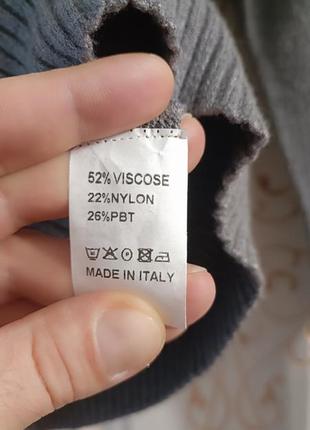 52% VISCOSE
22%NYLON
26%PBT
MADE IN ITALY